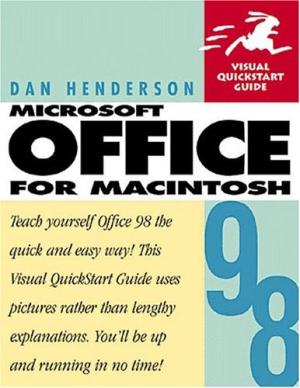 VISUAL
QUICKSTART
GUIDE
DAN HENDERSON
MICROSOFT
OFFICE
FOR MACINTOSH
98
Teach yourself Office 98 the
quick and easy way! This
Visual QuickStart Guide uses
pictures rather than lengthy
explanations. You'll be up
and running in no time!